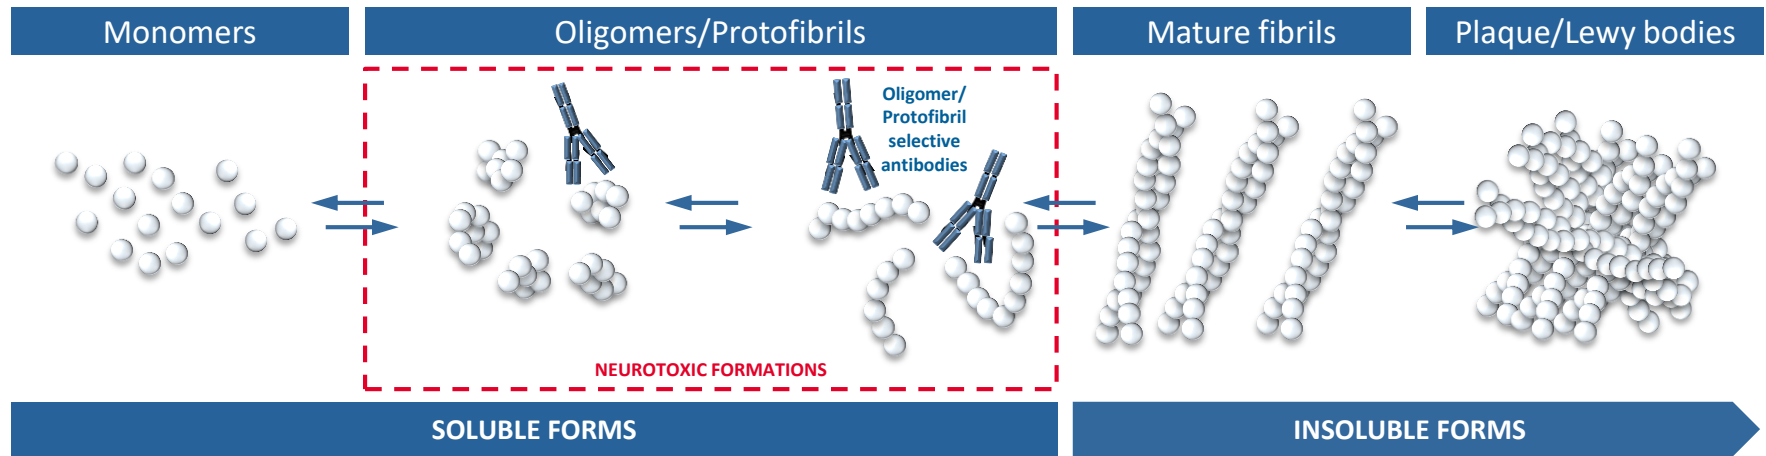 Monomers
Oligomers/Protofibrils
Mature fibrils
Plaque/Lewy bodies
Oligomer/
Protofibril
selective
antibodies
NEUROTOXIC FORMATIONS
SOLUBLE FORMS
INSOLUBLE FORMS